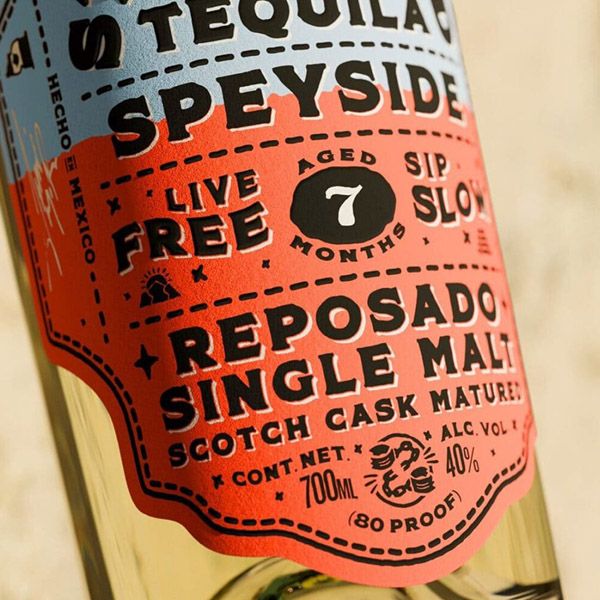 TEQUILA
SPEYSIDE
HECHO EN MEXICO
LIVE
FREE
AGED
7
MONTHS
SIP
SLOW
REPOSADO
SINGLE MALT
SCOTCH CASK MATURED
CONT. NET.
700ML
ALC. VOL
40%
(80 PROOF)